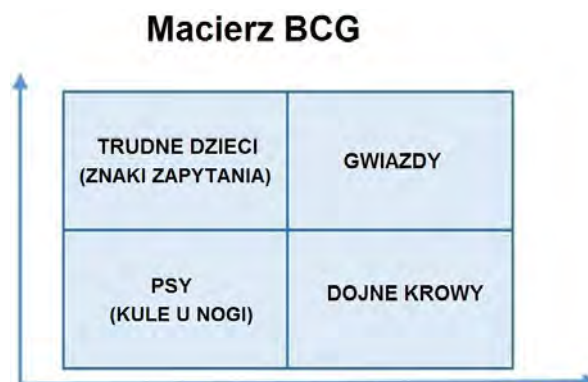 Macierz BCG
TRUDNE DZIECI
(ZNAKI ZAPYTANIA)
GWIAZDY
PSY
(KULE U NOGI)
DOJNE KROWY